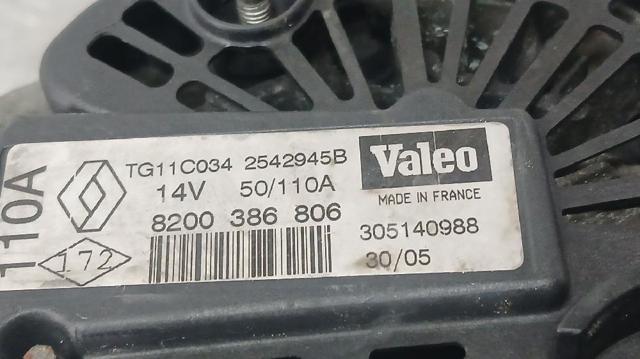 110A
TG11C034 2542945B
14V 50/110A
8200 386 806
172
Valeo
MADE IN FRANCE
305140988
30/05